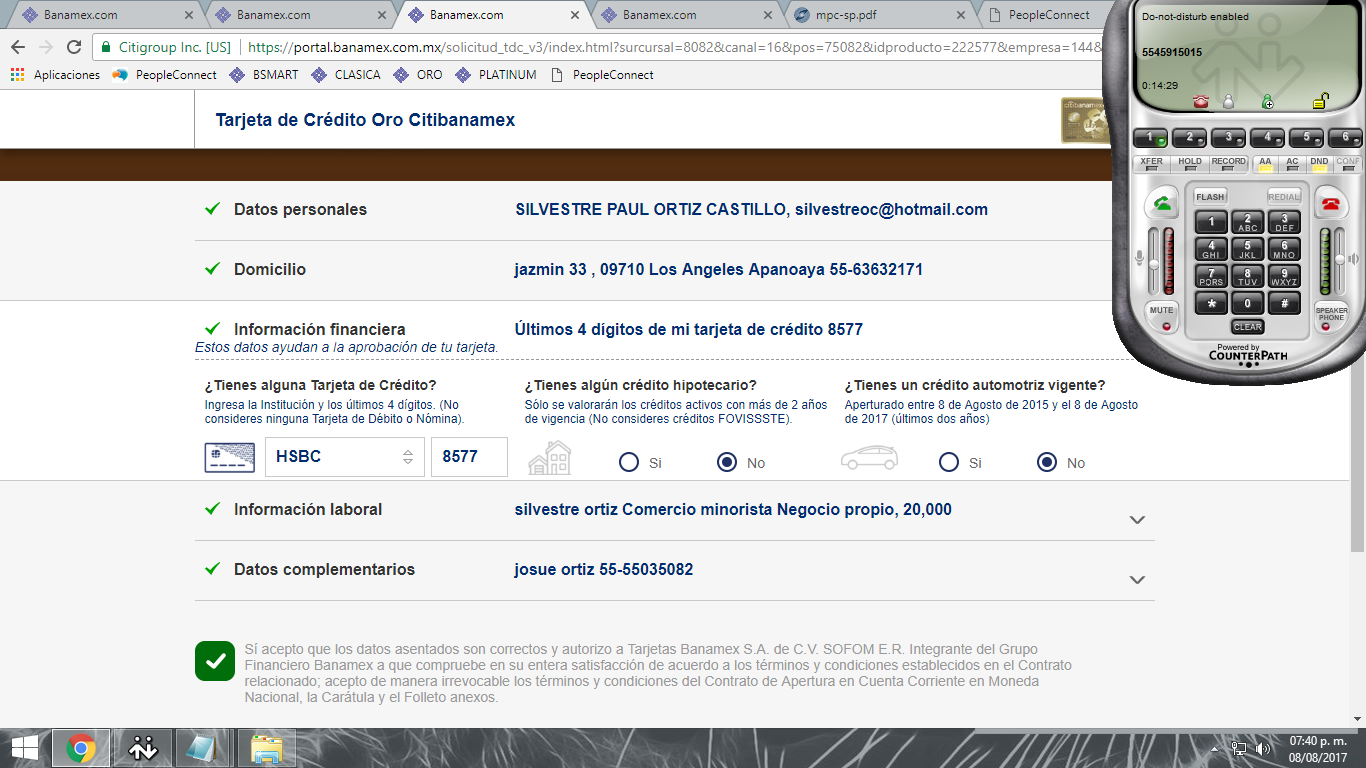 Banamex.com
Banamex.com
Banamex.com
Banamex.com
mpc-sp.pdf
PeopleConnect
Citigroup Inc. [US]
https://portal.banamex.com.mx/solicitud_tdc_v3/index.html?sursursal=8082&canal=16&pos=75082&idproducto=222577&empresa=144&
Aplicaciones
PeopleConnect
BSMART
CLASICA
ORO
PLATINUM
PeopleConnect
Tarjeta de Crédito Oro Citibanamex
Datos personales
SILVESTRE PAUL ORTIZ CASTILLO, silvestreoc@hotmail.com
Domicilio
jazmin 33 , 09710 Los Angeles Apanoaya 55-63632171
Información financiera
Últimos 4 dígitos de mi tarjeta de crédito 8577
Estos datos ayudan a la aprobación de tu tarjeta.
¿Tienes alguna Tarjeta de Crédito?
Ingresa la Institución y los últimos 4 dígitos. (No
consideres ninguna Tarjeta de Débito o Nómina).
HSBC
8577
¿Tienes algún crédito hipotecario?
Sólo se valorarán los créditos activos con más de 2 años
de vigencia (No consideres créditos FOVISSSTE).
Si
No
¿Tienes un crédito automotriz vigente?
Aperturado entre 8 de Agosto de 2015 y el 8 de Agosto
de 2017 (últimos dos años)
Si
No
Información laboral
silvestre ortiz Comercio minorista Negocio propio, 20,000
Datos complementarios
josue ortiz 55-55035082
Sí acepto que los datos asentados son correctos y autorizo a Tarjetas Banamex S.A. de C.V. SOFOM E.R. Integrante del Grupo
Financiero Banamex a que compruebe en su entera satisfacción de acuerdo a los términos y condiciones establecidos en el Contrato
relacionado; acepto de manera irrevocable los términos y condiciones del Contrato de Apertura en Cuenta Corriente en Moneda
Nacional, la Carátula y el Folleto anexos.
Do-not-disturb enabled
5545915015
0:14:29
1 2 3 4 5 6
XFER HOLD RECORD AA AC DND CONF
FLASH REDIAL
1 2 ABC 3 DEF
4 GHI 5 JKL 6 MNO
7 PQRS 8 TUV 9 WXYZ
* 0 #
MUTE
CLEAR
SPEAKER
PHONE
Powered by
COUNTERPATH
07:40 p. m.
08/08/2017